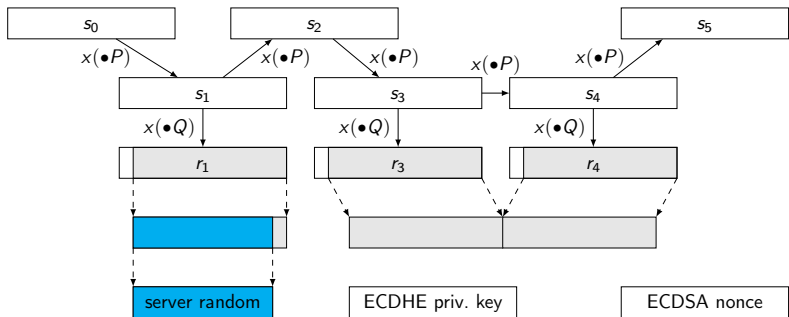 s₀ s₂ s₅
x(•P) x(•P) x(•P) x(•P) x(•P)
s₁ s₃ s₄
x(•Q) x(•Q) x(•Q)
r₁ r₃ r₄
server random ECDHE priv. key ECDSA nonce